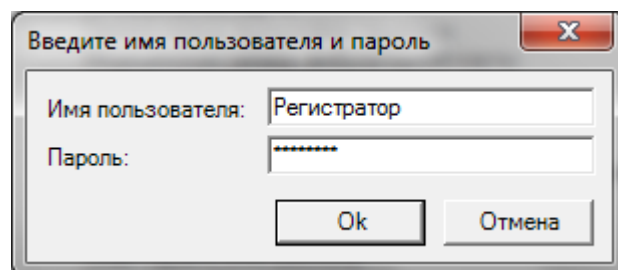 Введите имя пользователя и пароль
Имя пользователя: Регистратор
Пароль: ********
Ok Отмена